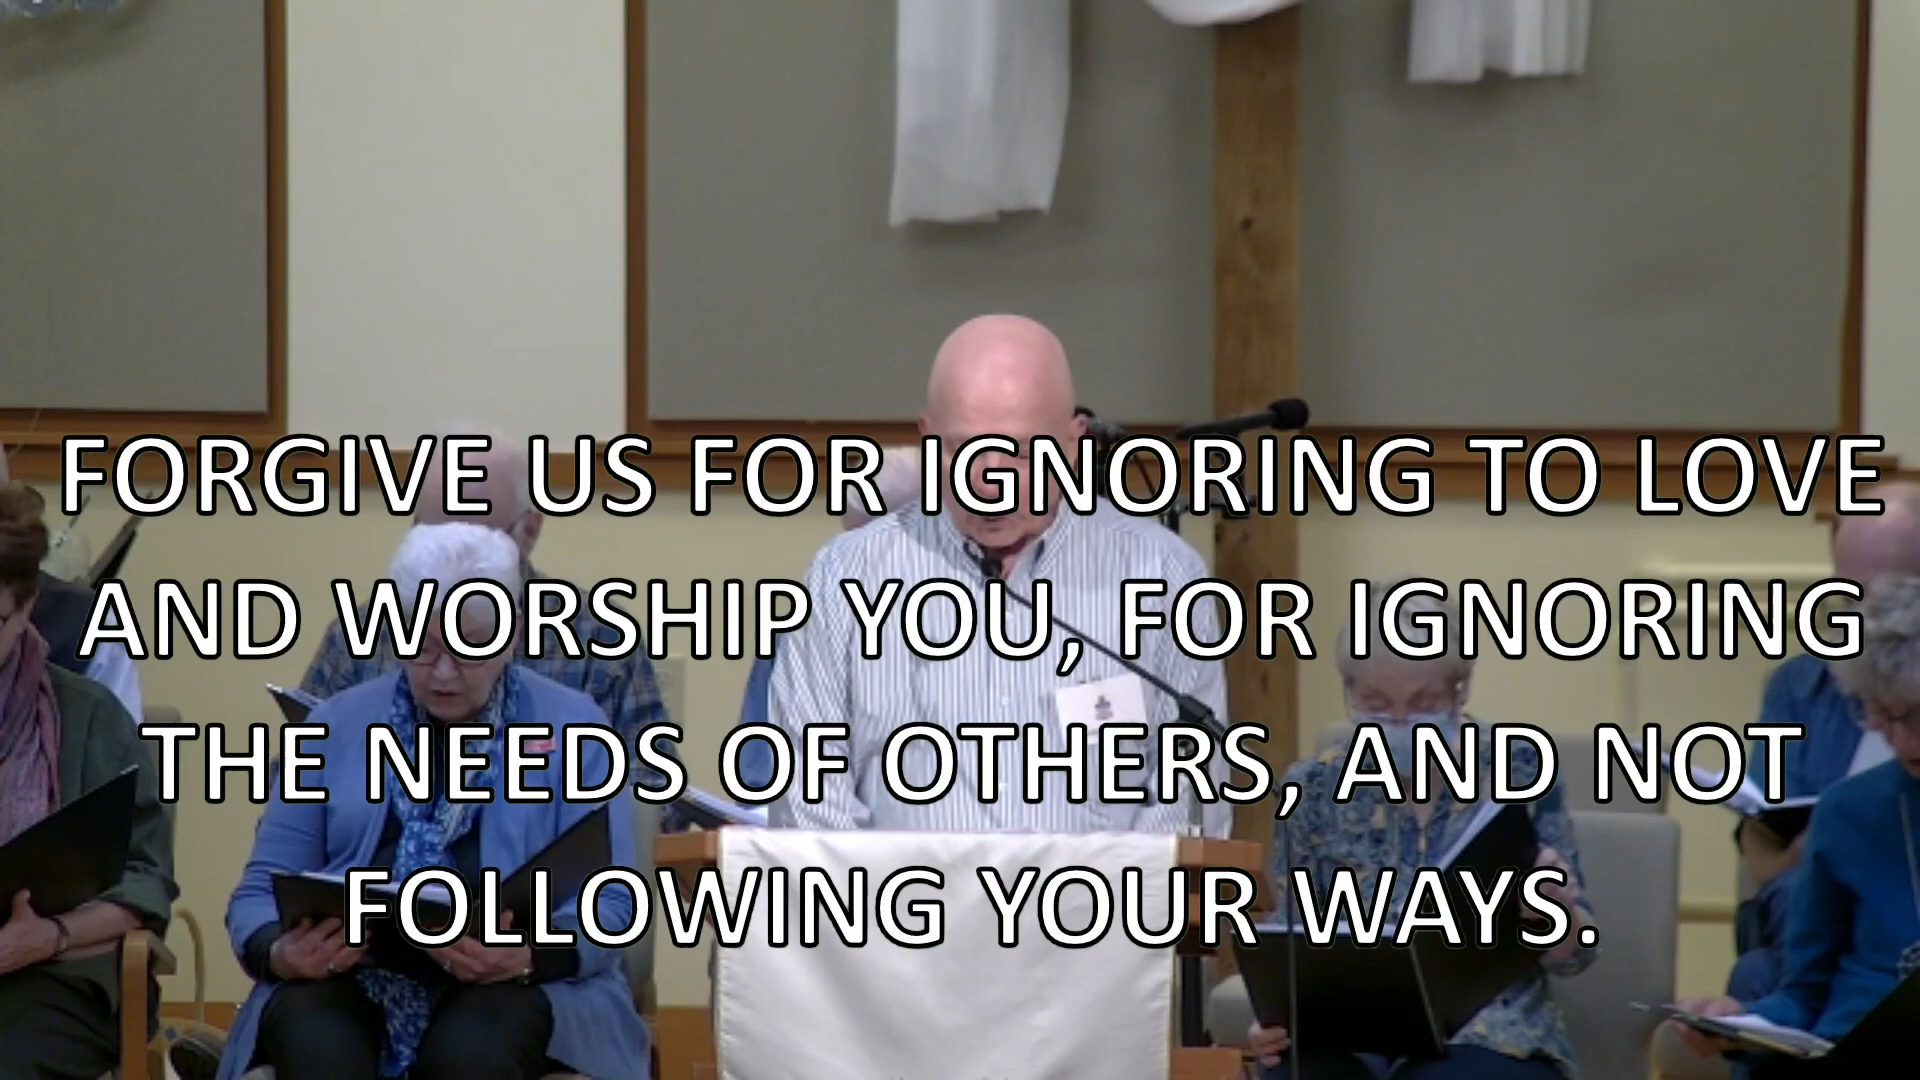 FORGIVE US FOR IGNORING TO LOVE
AND WORSHIP YOU, FOR IGNORING
THE NEEDS OF OTHERS, AND NOT
FOLLOWING YOUR WAYS.